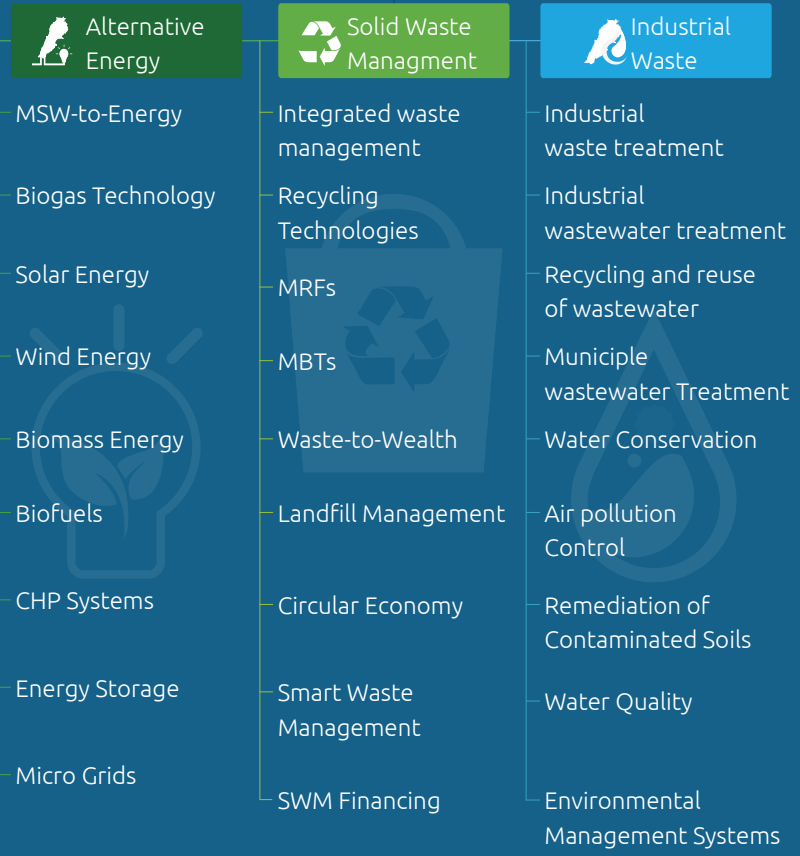 Alternative
Energy
MSW-to-Energy
Biogas Technology
Solar Energy
Wind Energy
Biomass Energy
Biofuels
CHP Systems
Energy Storage
Micro Grids
Solid Waste
Managment
Integrated waste
management
Recycling
Technologies
MRFs
MBTs
Waste-to-Wealth
Landfill Management
Circular Economy
Smart Waste
Management
SWM Financing
Industrial
Waste
Industrial
waste treatment
Industrial
wastewater treatment
Recycling and reuse
of wastewater
Municiple
wastewater Treatment
Water Conservation
Air pollution
Control
Remediation of
Contaminated Soils
Water Quality
Environmental
Management Systems